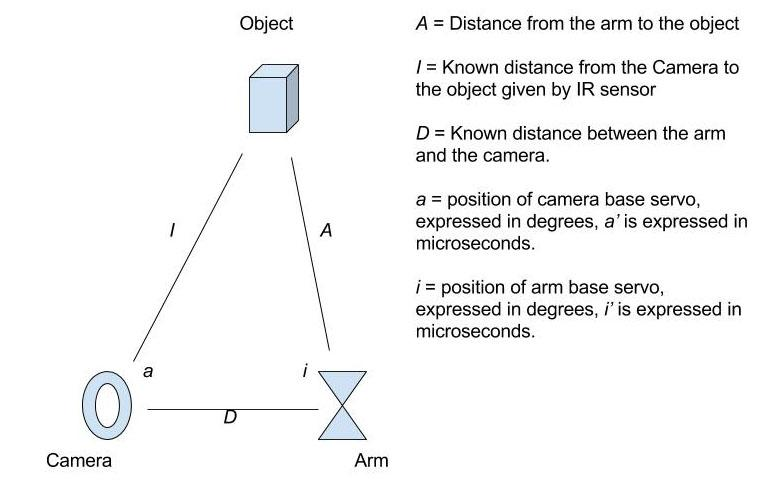 Object
A = Distance from the arm to the object
I = Known distance from the Camera to
the object given by IR sensor
D = Known distance between the arm
and the camera.
a = position of camera base servo,
expressed in degrees, a' is expressed in
microseconds.
i = position of arm base servo,
expressed in degrees, i' is expressed in
microseconds.
I
A
a
i
D
Camera
Arm